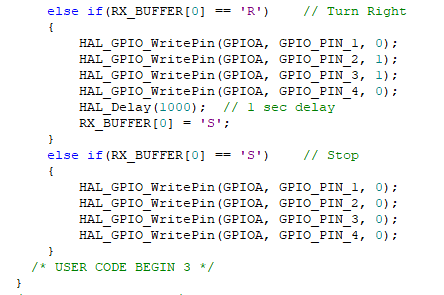 else if(RX_BUFFER[0] == 'R')    // Turn Right
{
HAL_GPIO_WritePin(GPIOA, GPIO_PIN_1, 0);
HAL_GPIO_WritePin(GPIOA, GPIO_PIN_2, 1);
HAL_GPIO_WritePin(GPIOA, GPIO_PIN_3, 1);
HAL_GPIO_WritePin(GPIOA, GPIO_PIN_4, 0);
HAL_Delay(1000);  // 1 sec delay
RX_BUFFER[0] = 'S';
}
else if(RX_BUFFER[0] == 'S')    // Stop
{
HAL_GPIO_WritePin(GPIOA, GPIO_PIN_1, 0);
HAL_GPIO_WritePin(GPIOA, GPIO_PIN_2, 0);
HAL_GPIO_WritePin(GPIOA, GPIO_PIN_3, 0);
HAL_GPIO_WritePin(GPIOA, GPIO_PIN_4, 0);
}
/* USER CODE BEGIN 3 */
}